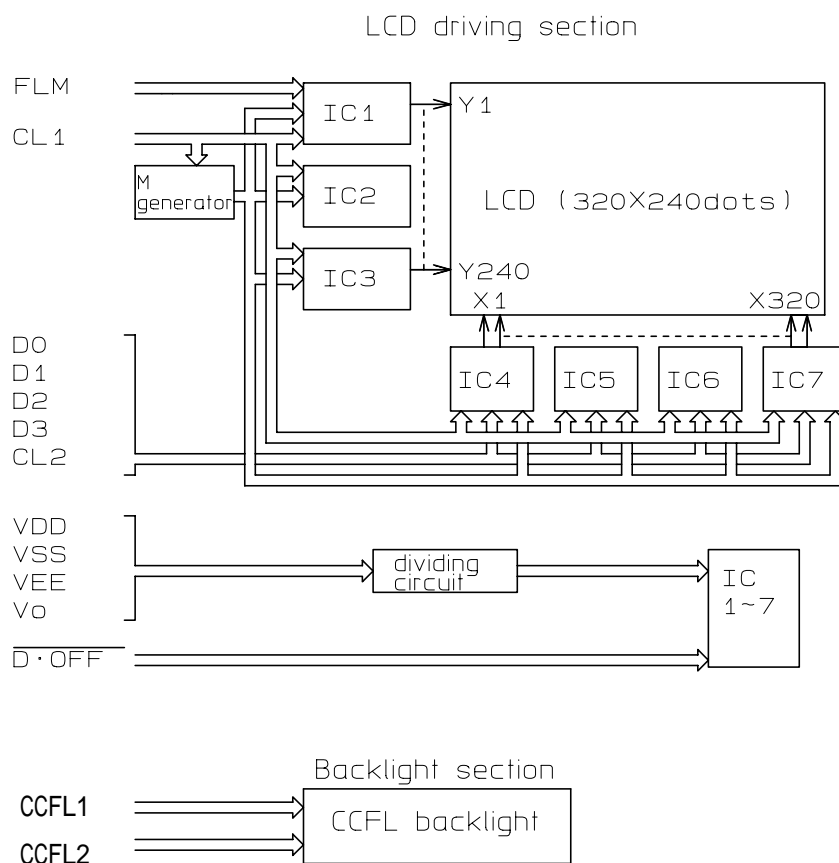 LCD driving section
FLM
CL1
M
generator
IC1
IC2
IC3
Y1
LCD (320X240dots)
Y240
X1
X320
D0
D1
D2
D3
CL2
IC4
IC5
IC6
IC7
VDD
VSS
VEE
Vo
dividing
circuit
IC
1~7
D·OFF
Backlight section
CCFL1
CCFL2
CCFL backlight